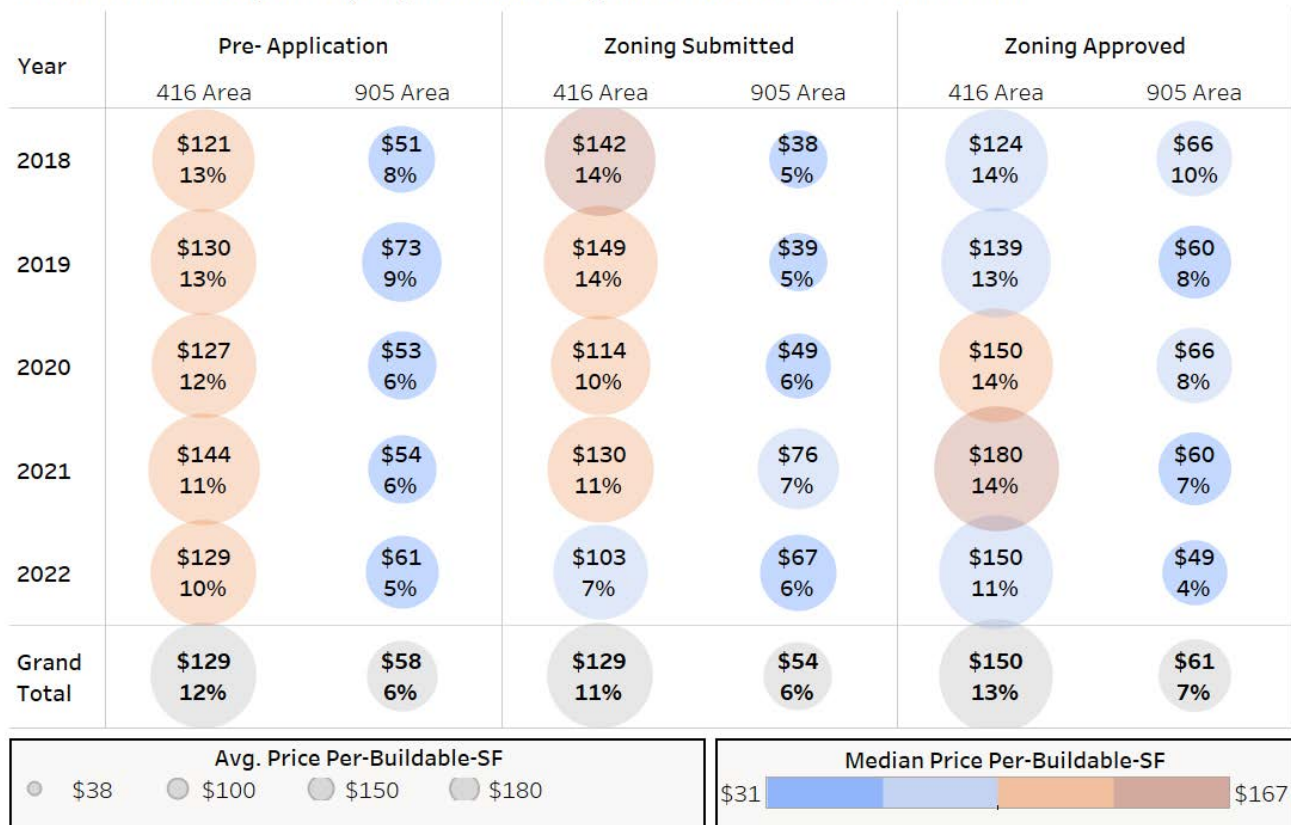 Pre- Application Zoning Submitted Zoning Approved
Year
416 Area 905 Area 416 Area 905 Area 416 Area 905 Area
$121 $51 $142 $38 $124 $66
2018
13% 8% 14% 5% 14% 10%
$130 $73 $149 $39 $139 $60
2019
13% 9% 14% 5% 13% 8%
$127 $53 $114 $49 $150 $66
2020
12% 6% 10% 6% 14% 8%
$144 $54 $130 $76 $180 $60
2021
11% 6% 11% 7% 14% 7%
$129 $61 $103 $67 $150 $49
2022
10% 5% 7% 6% 11% 4%
Grand $129 $58 $129 $54 $150 $61
Total 12% 6% 11% 6% 13% 7%
Avg. Price Per-Buildable-SF
$38 $100 $150 $180
Median Price Per-Buildable-SF
$31 $167